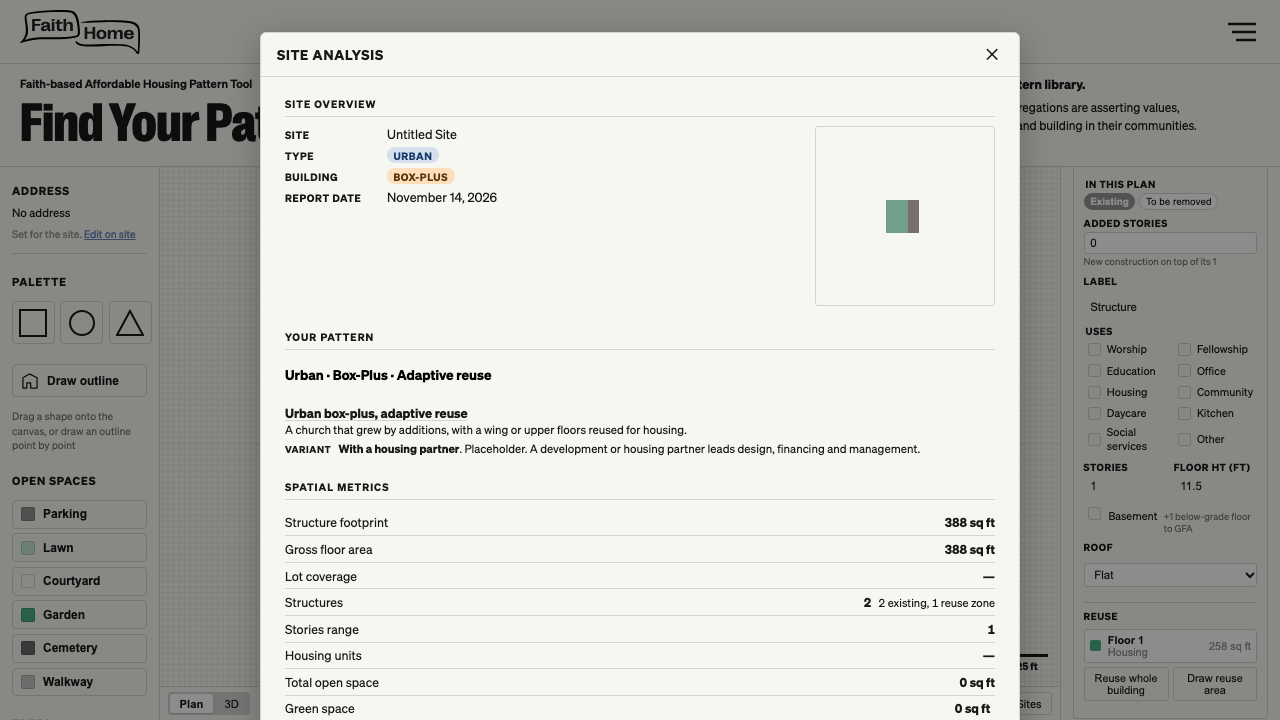 Faith Home
Faith-based Affordable Housing Pattern Tool
Find Your Pat
tern library.
regations are asserting values,
and building in their communities.
ADDRESS
No address
Set for the site. Edit on site
PALETTE
Draw outline
Drag a shape onto the
canvas, or draw an outline
point by point
OPEN SPACES
Parking
Lawn
Courtyard
Garden
Cemetery
Walkway
Plan 3D
SITE ANALYSIS
SITE OVERVIEW
SITE Untitled Site
TYPE URBAN
BUILDING BOX-PLUS
REPORT DATE November 14, 2026
YOUR PATTERN
Urban · Box-Plus · Adaptive reuse
Urban box-plus, adaptive reuse
A church that grew by additions, with a wing or upper floors reused for housing.
VARIANT With a housing partner. Placeholder. A development or housing partner leads design, financing and management.
SPATIAL METRICS
Structure footprint 388 sq ft
Gross floor area 388 sq ft
Lot coverage —
Structures 2 2 existing, 1 reuse zone
Stories range 1
Housing units —
Total open space 0 sq ft
Green space 0 sq ft
25 ft
Sites
IN THIS PLAN
Existing To be removed
ADDED STORIES
0
New construction on top of its 1
LABEL
Structure
USES
Worship Fellowship
Education Office
Housing Community
Daycare Kitchen
Social services Other
STORIES FLOOR HT (FT)
1 11.5
Basement +1 below-grade floor
to GFA
ROOF
Flat
REUSE
Floor 1
Housing 258 sq ft
Reuse whole building
Draw reuse area